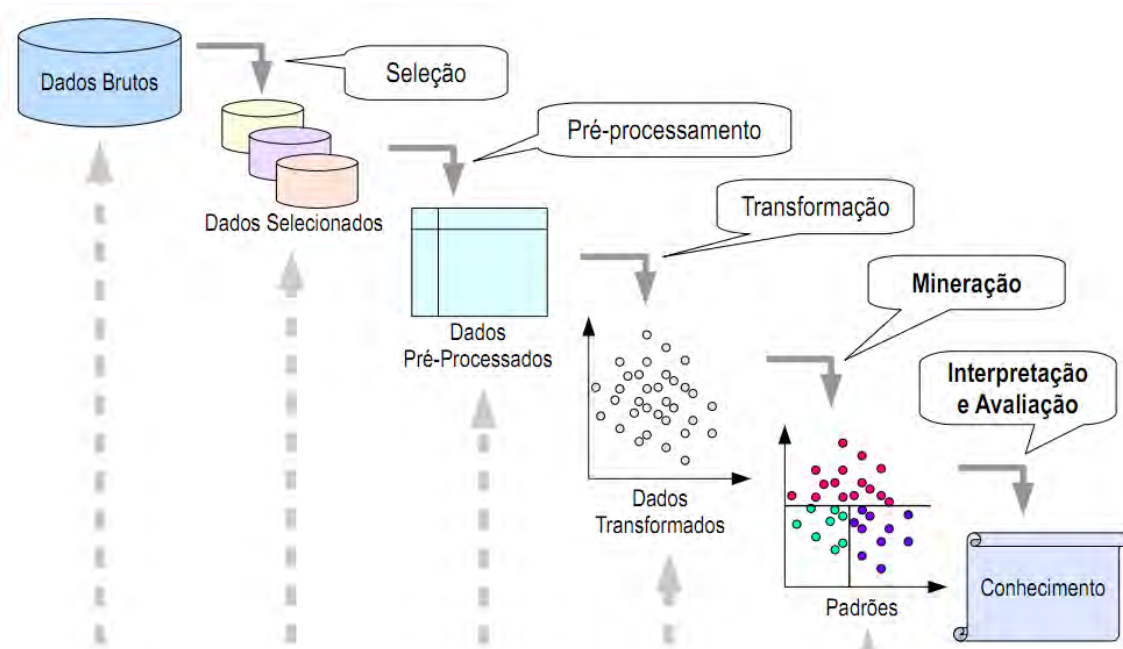 Dados Brutos
Seleção
Dados Selecionados
Pré-processamento
Dados
Pré-Processados
Transformação
Dados
Transformados
Mineração
Padrões
Interpretação
e Avaliação
Conhecimento